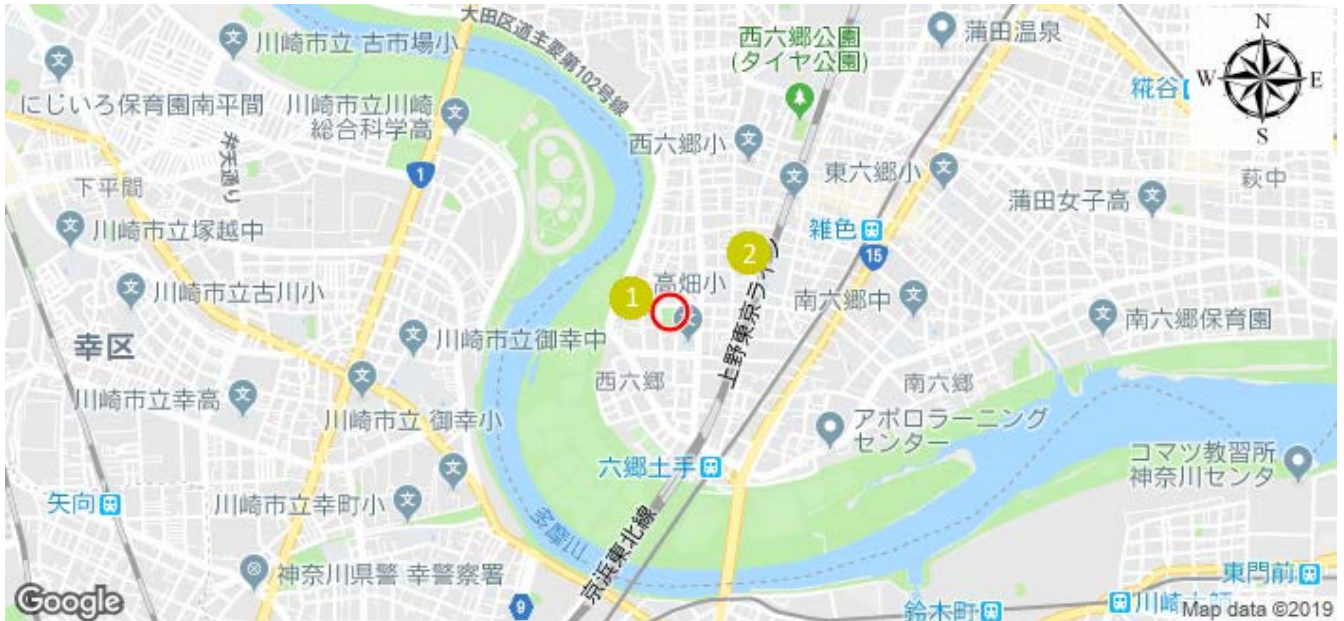 大田区道主要第102号線
川崎市立 古市場小
西六郷公園
(タイヤ公園)
蒲田温泉
N
W
E
S
糀谷
にじいろ保育園南平間
川崎市立川崎
総合科学高
弁天通り
1
西六郷小
東六郷小
萩中
下平間
蒲田女子高
川崎市立塚越中
雑色
15
2
上野東京ライン
高畑小
1
川崎市立古川小
南六郷中
南六郷保育園
川崎市立御幸中
幸区
西六郷
南六郷
川崎市立幸高
川崎市立 御幸小
アポロラーニング
センター
コマツ教習所
神奈川センタ
六郷土手
矢向
川崎市立幸町小
多摩川
京浜東北線
神奈川県警 幸警察署
9
東門前
鈴木町
川崎大師
Google
Map data ©2019